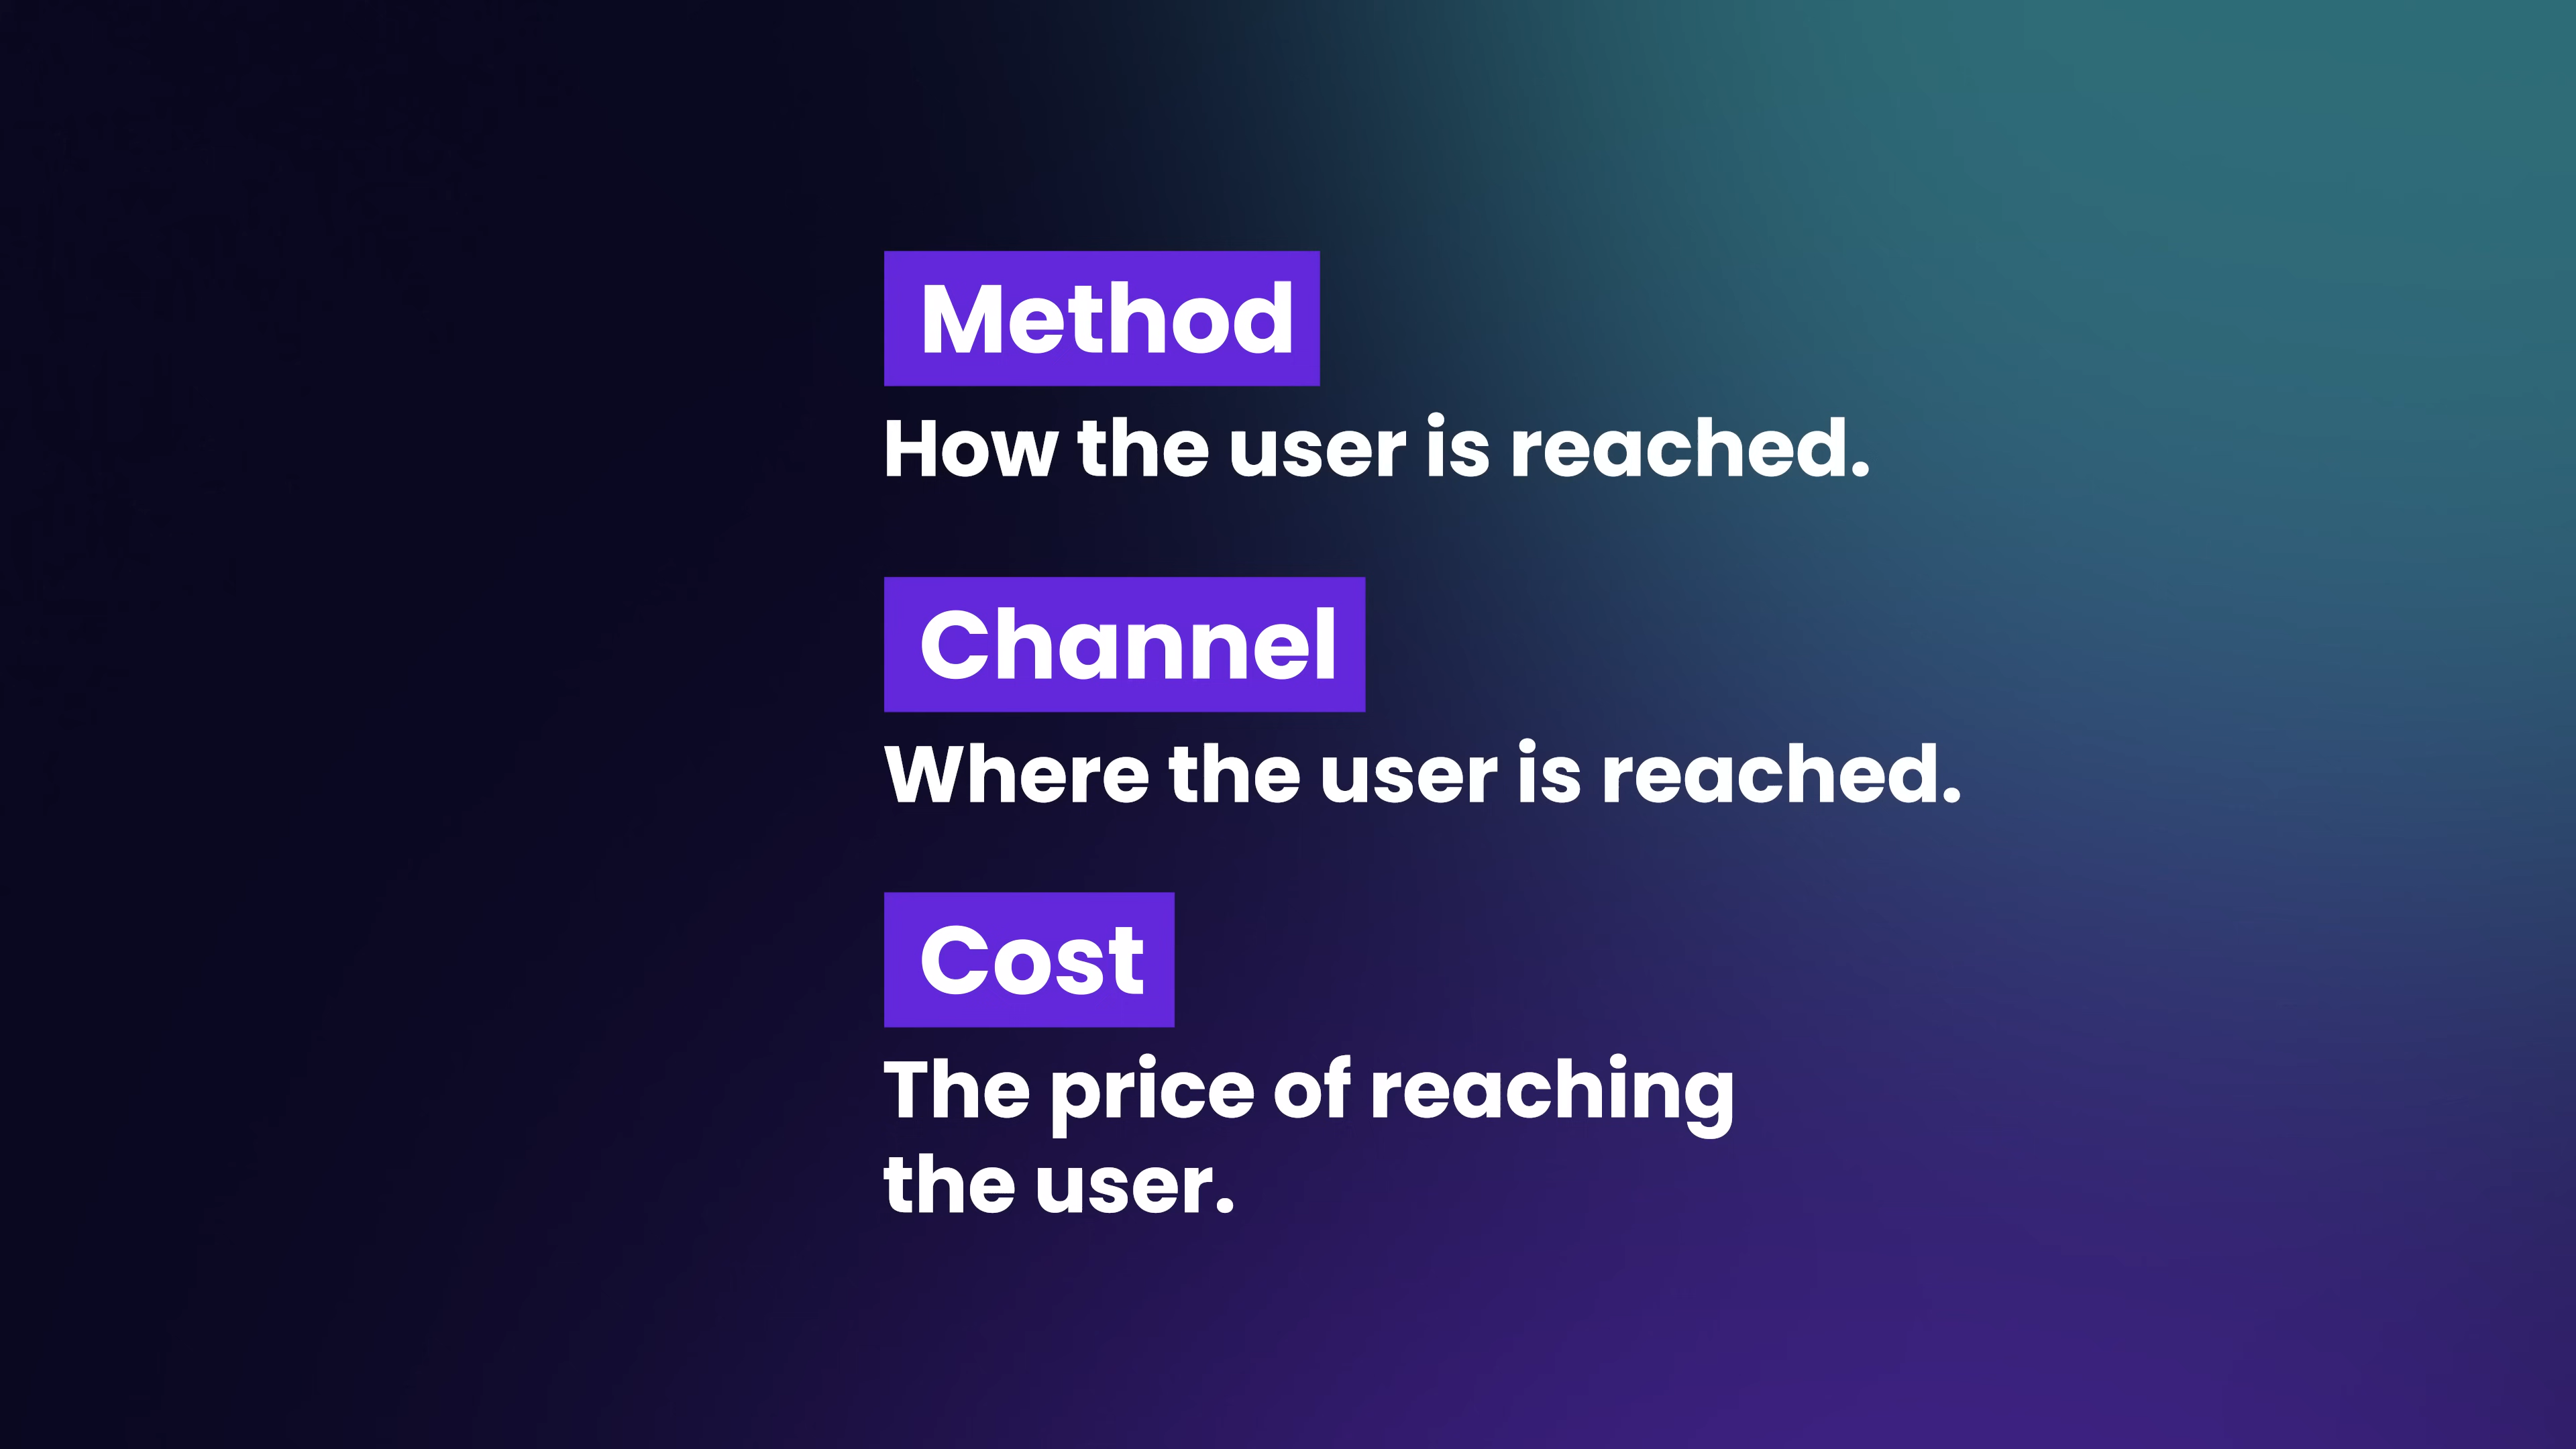 Method
How the user is reached.
Channel
Where the user is reached.
Cost
The price of reaching
the user.